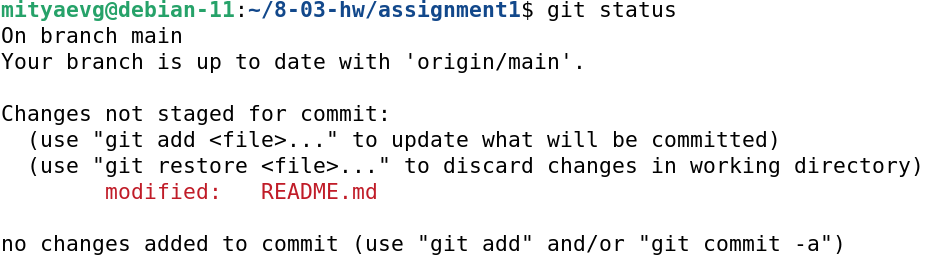 mityaevg@debian-11:~/8-03-hw/assignment1$ git status
On branch main
Your branch is up to date with 'origin/main'.

Changes not staged for commit:
  (use "git add <file>..." to update what will be committed)
  (use "git restore <file>..." to discard changes in working directory)
        modified:   README.md

no changes added to commit (use "git add" and/or "git commit -a")